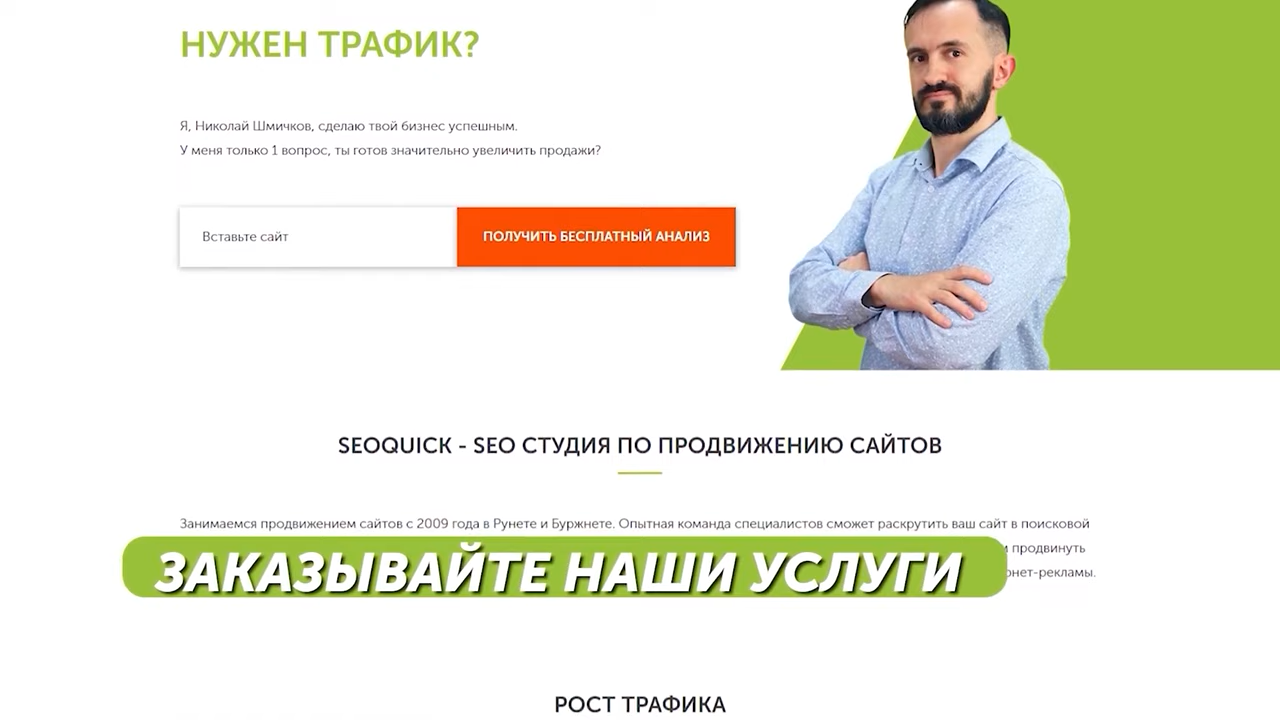 НУЖЕН ТРАФИК?
Я, Николай Шмичков, сделаю твой бизнес успешным.
У меня только 1 вопрос, ты готов значительно увеличить продажи?
Вставьте сайт
ПОЛУЧИТЬ БЕСПЛАТНЫЙ АНАЛИЗ
SEOQUICK - SEO СТУДИЯ ПО ПРОДВИЖЕНИЮ САЙТОВ
Занимаемся продвижением сайтов с 2009 года в Рунете и Буржнете. Опытная команда специалистов сможет раскрутить ваш сайт в поисковой
продвинуть
ЗАКАЗЫВАЙТЕ НАШИ УСЛУГИ
РОСТ ТРАФИКА